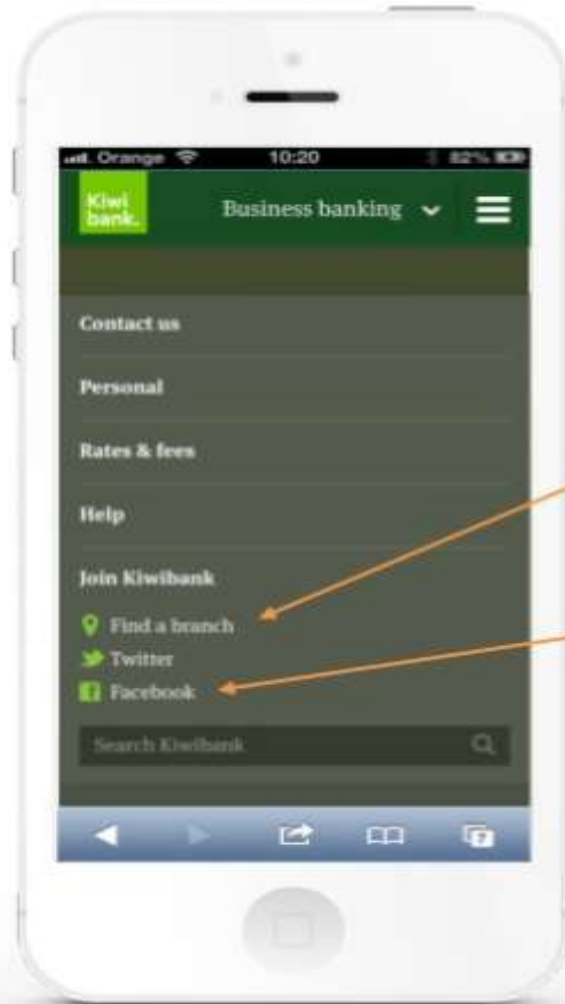 Orange 10:20 82%
Kiwi
bank.
Business banking
Contact us
Personal
Rates & fees
Help
Join Kiwibank
Find a branch
Twitter
Facebook
Search Kiwibank